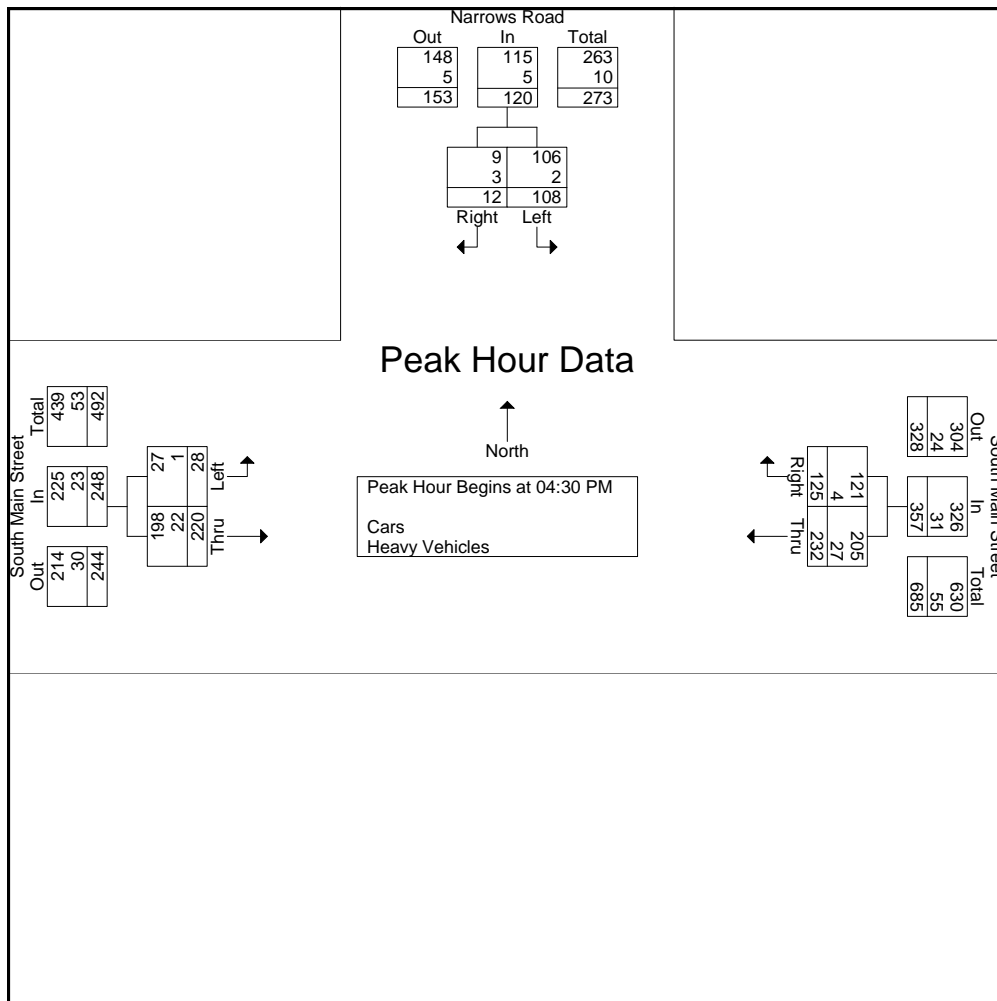 Narrows Road
Out In Total
148 115 263
5 5 10
153 120 273
9 106
3 2
12 108
Right Left
Peak Hour Data
North
Peak Hour Begins at 04:30 PM
Cars
Heavy Vehicles
South Main Street
Out In Total
214 225 439
30 23 53
244 248 492
Left Thru
27 198
1 22
28 220
South Main Street
Out In Total
304 326 630
24 31 55
328 357 685
Right Thru
121 205
4 27
125 232